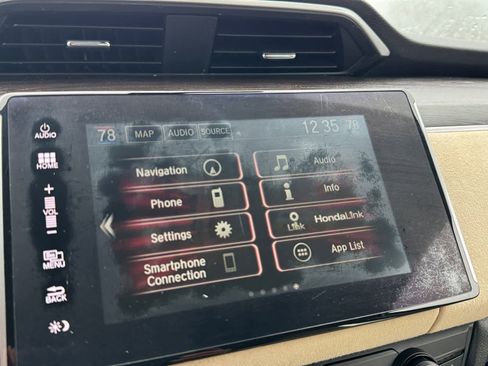 AUDIO
HOME
+
VOL
−
MENU
BACK
78 MAP AUDIO SOURCE 12:35 78
Navigation
Audio
Phone
Info
Settings
Link HondaLink
Smartphone
Connection
App List